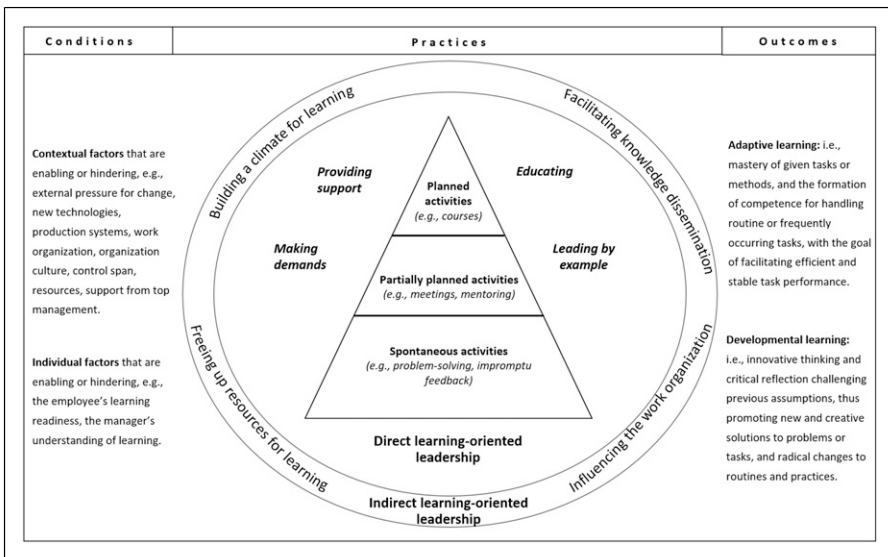 Conditions
Practices
Outcomes
Contextual factors that are
enabling or hindering, e.g.,
external pressure for change,
new technologies,
production systems, work
organization, organization
culture, control span,
resources, support from top
management.
Individual factors that are
enabling or hindering, e.g.,
the employee's learning
readiness, the manager's
understanding of learning.
Building a climate for learning
Facilitating knowledge dissemination
Freeing up resources for learning
Influencing the work organization
Providing
support
Educating
Making
demands
Leading by
example
Planned
activities
(e.g., courses)
Partially planned activities
(e.g., meetings, mentoring)
Spontaneous activities
(e.g., problem-solving, impromptu
feedback)
Direct learning-oriented
leadership
Indirect learning-oriented
leadership
Adaptive learning: i.e.,
mastery of given tasks or
methods, and the formation
of competence for handling
routine or frequently
occurring tasks, with the goal
of facilitating efficient and
stable task performance.
Developmental learning:
i.e., innovative thinking and
critical reflection challenging
previous assumptions, thus
promoting new and creative
solutions to problems or
tasks, and radical changes to
routines and practices.